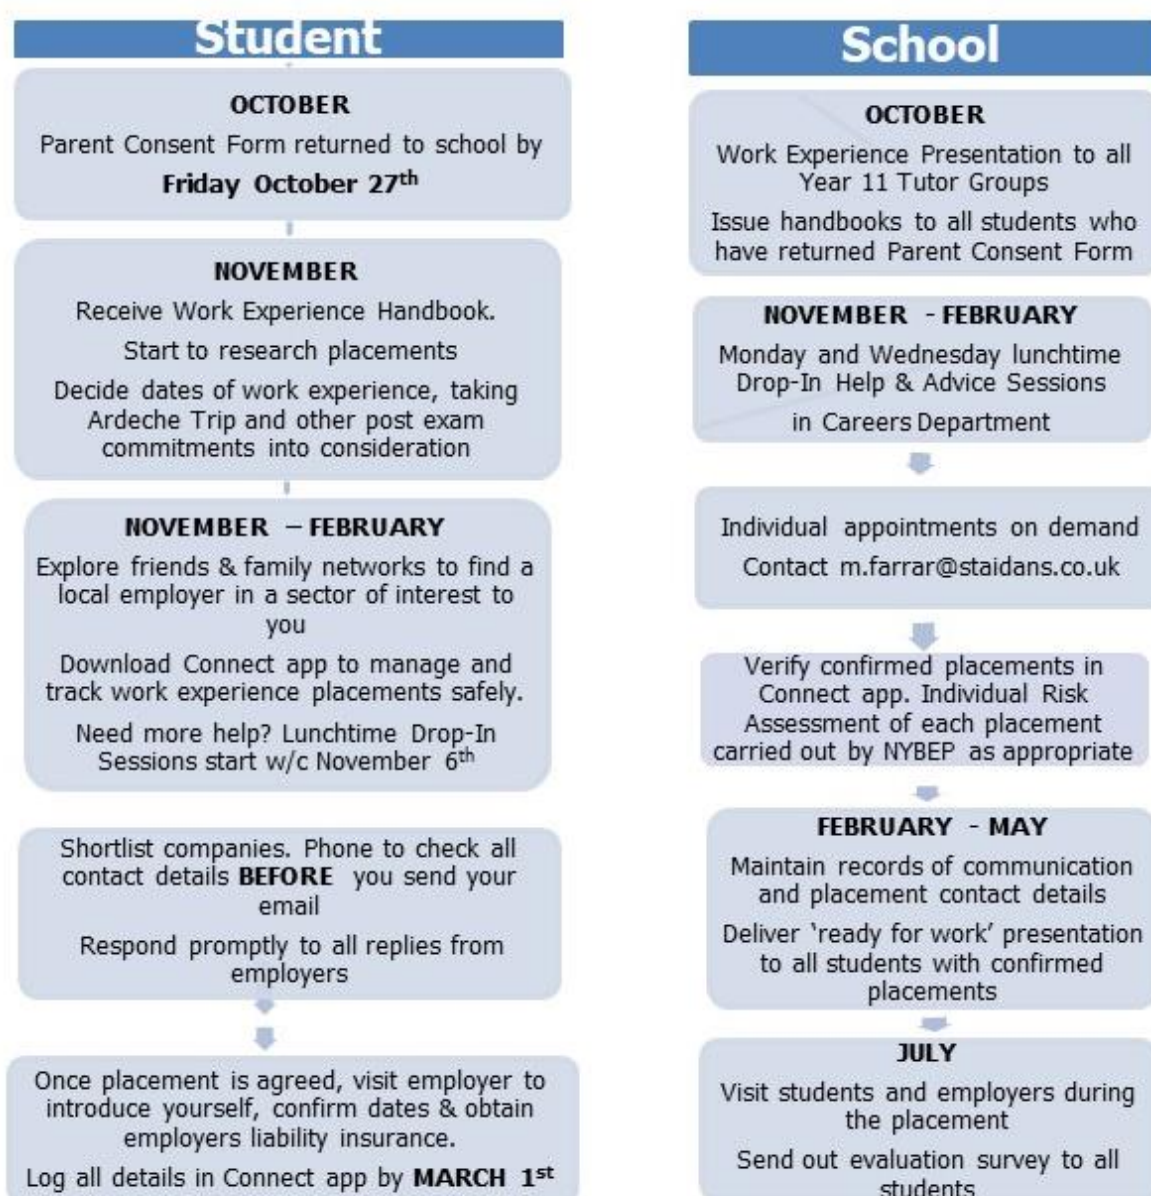 Student
OCTOBER
Parent Consent Form returned to school by
Friday October 27th
NOVEMBER
Receive Work Experience Handbook.
Start to research placements
Decide dates of work experience, taking
Ardeche Trip and other post exam
commitments into consideration
NOVEMBER – FEBRUARY
Explore friends & family networks to find a
local employer in a sector of interest to
you
Download Connect app to manage and
track work experience placements safely.
Need more help? Lunchtime Drop-In
Sessions start w/c November 6th
Shortlist companies. Phone to check all
contact details BEFORE you send your
email
Respond promptly to all replies from
employers
Once placement is agreed, visit employer to
introduce yourself, confirm dates & obtain
employers liability insurance.
Log all details in Connect app by MARCH 1st
School
OCTOBER
Work Experience Presentation to all
Year 11 Tutor Groups
Issue handbooks to all students who
have returned Parent Consent Form
NOVEMBER - FEBRUARY
Monday and Wednesday lunchtime
Drop-In Help & Advice Sessions
in Careers Department
Individual appointments on demand
Contact m.farrar@staidans.co.uk
Verify confirmed placements in
Connect app. Individual Risk
Assessment of each placement
carried out by NYBEP as appropriate
FEBRUARY - MAY
Maintain records of communication
and placement contact details
Deliver ‘ready for work’ presentation
to all students with confirmed
placements
JULY
Visit students and employers during
the placement
Send out evaluation survey to all
students